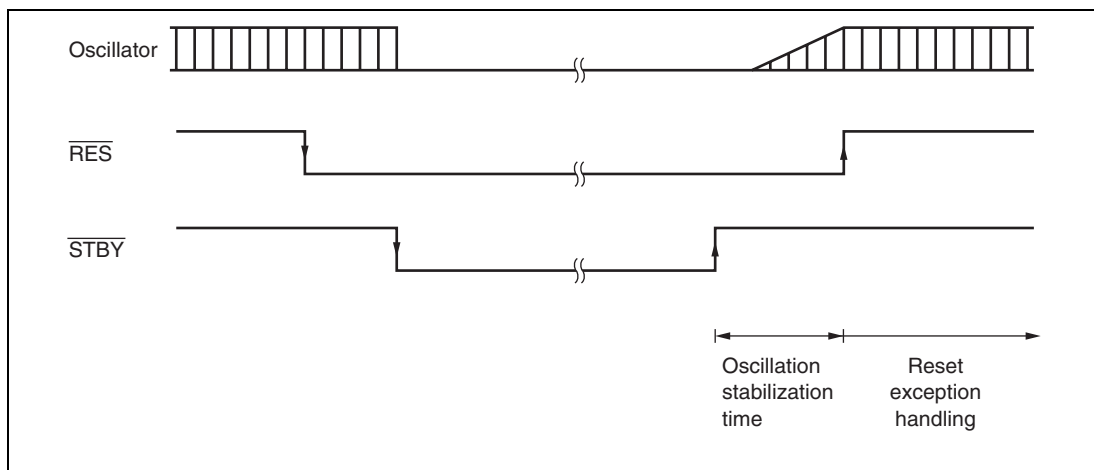 Oscillator
RES
STBY
Oscillation
stabilization
time
Reset
exception
handling